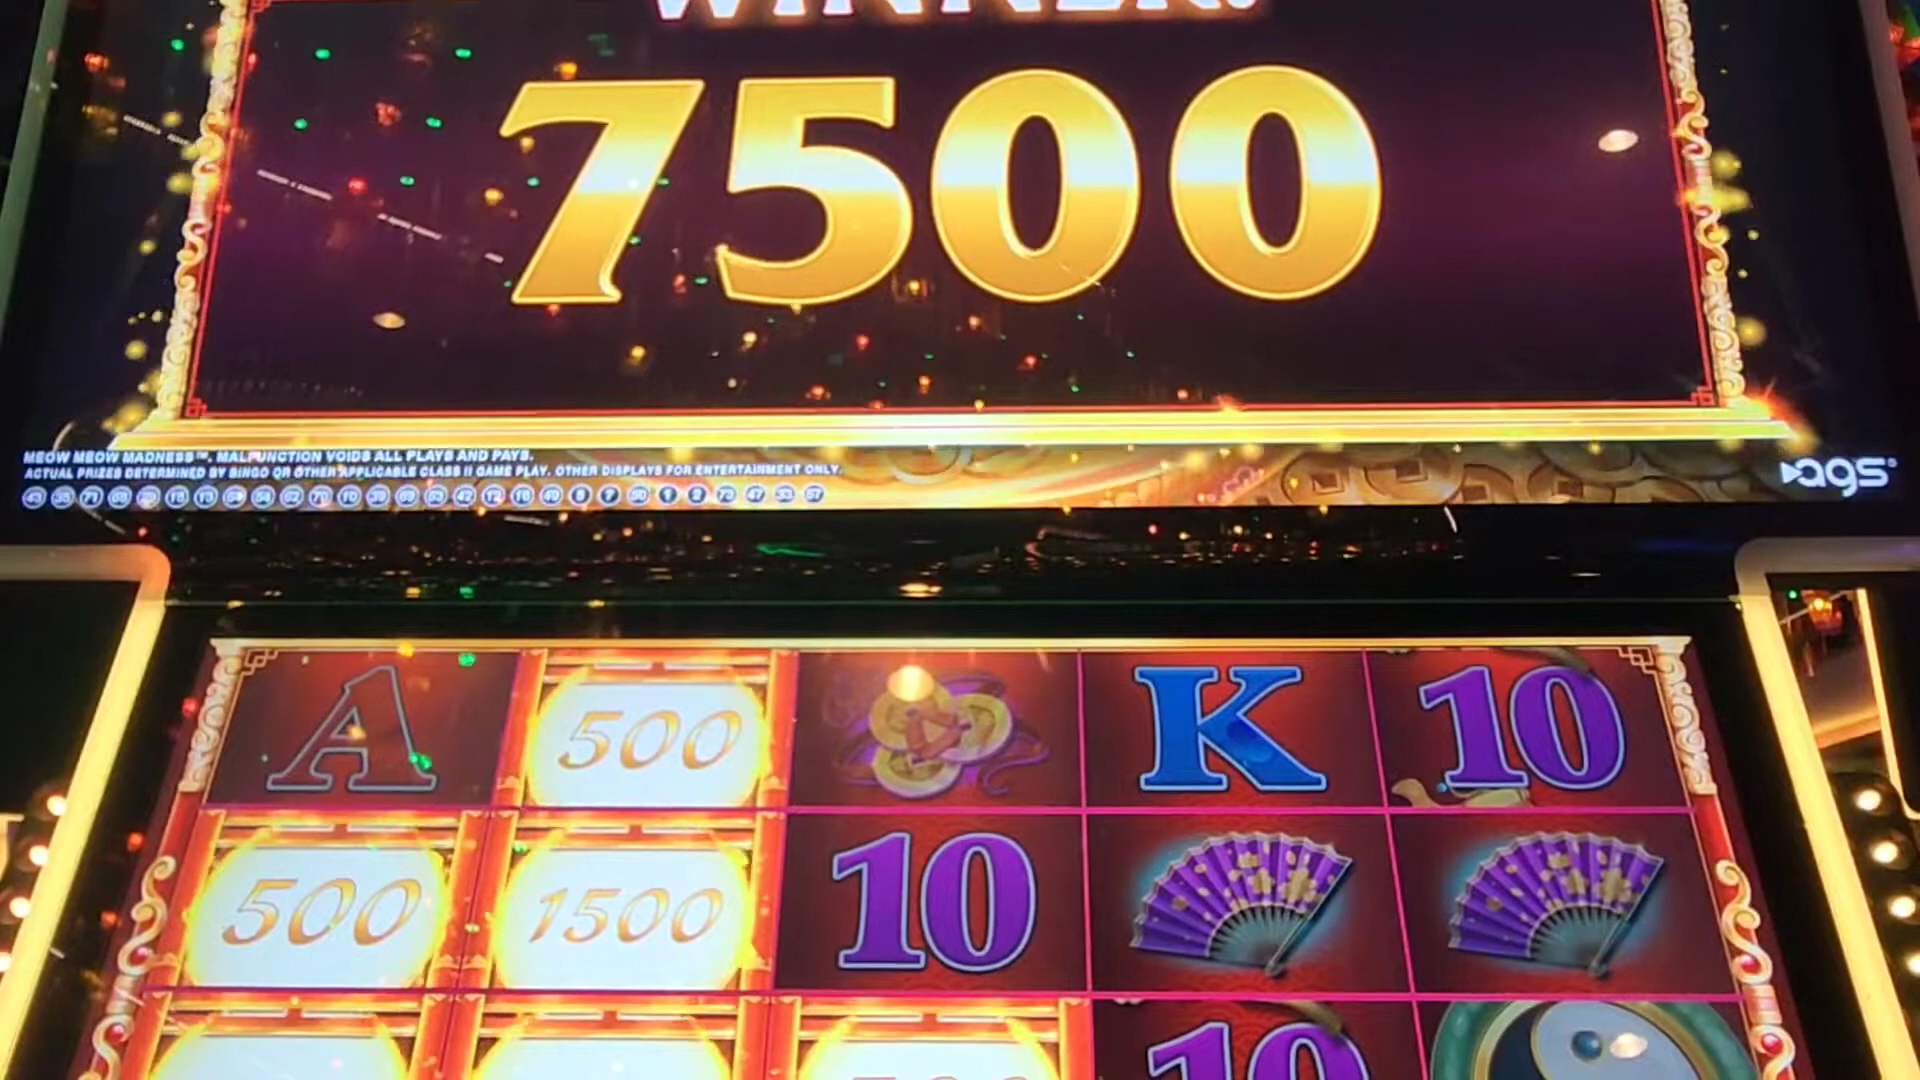 WINNER!
7500
MEOW MEOW MADNESS™. MALFUNCTION VOIDS ALL PLAYS AND PAYS.
ACTUAL PRIZES DETERMINED BY BINGO OR OTHER APPLICABLE CLASS II GAME PLAY. OTHER DISPLAYS FOR ENTERTAINMENT ONLY.
ags
A 500 K 10
500 1500 10
10